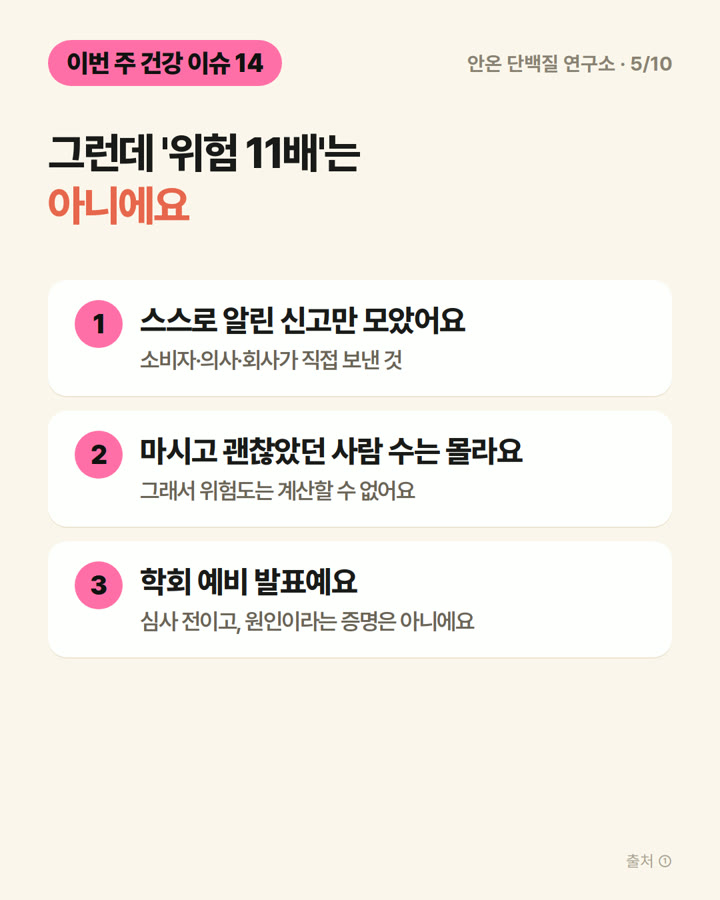 이번 주 건강 이슈 14
안온 단백질 연구소 · 5/10
그런데 '위험 11배'는
아니에요
1
스스로 알린 신고만 모았어요
소비자·의사·회사가 직접 보낸 것
2
마시고 괜찮았던 사람 수는 몰라요
그래서 위험도는 계산할 수 없어요
3
학회 예비 발표예요
심사 전이고, 원인이라는 증명은 아니에요
출처 ①